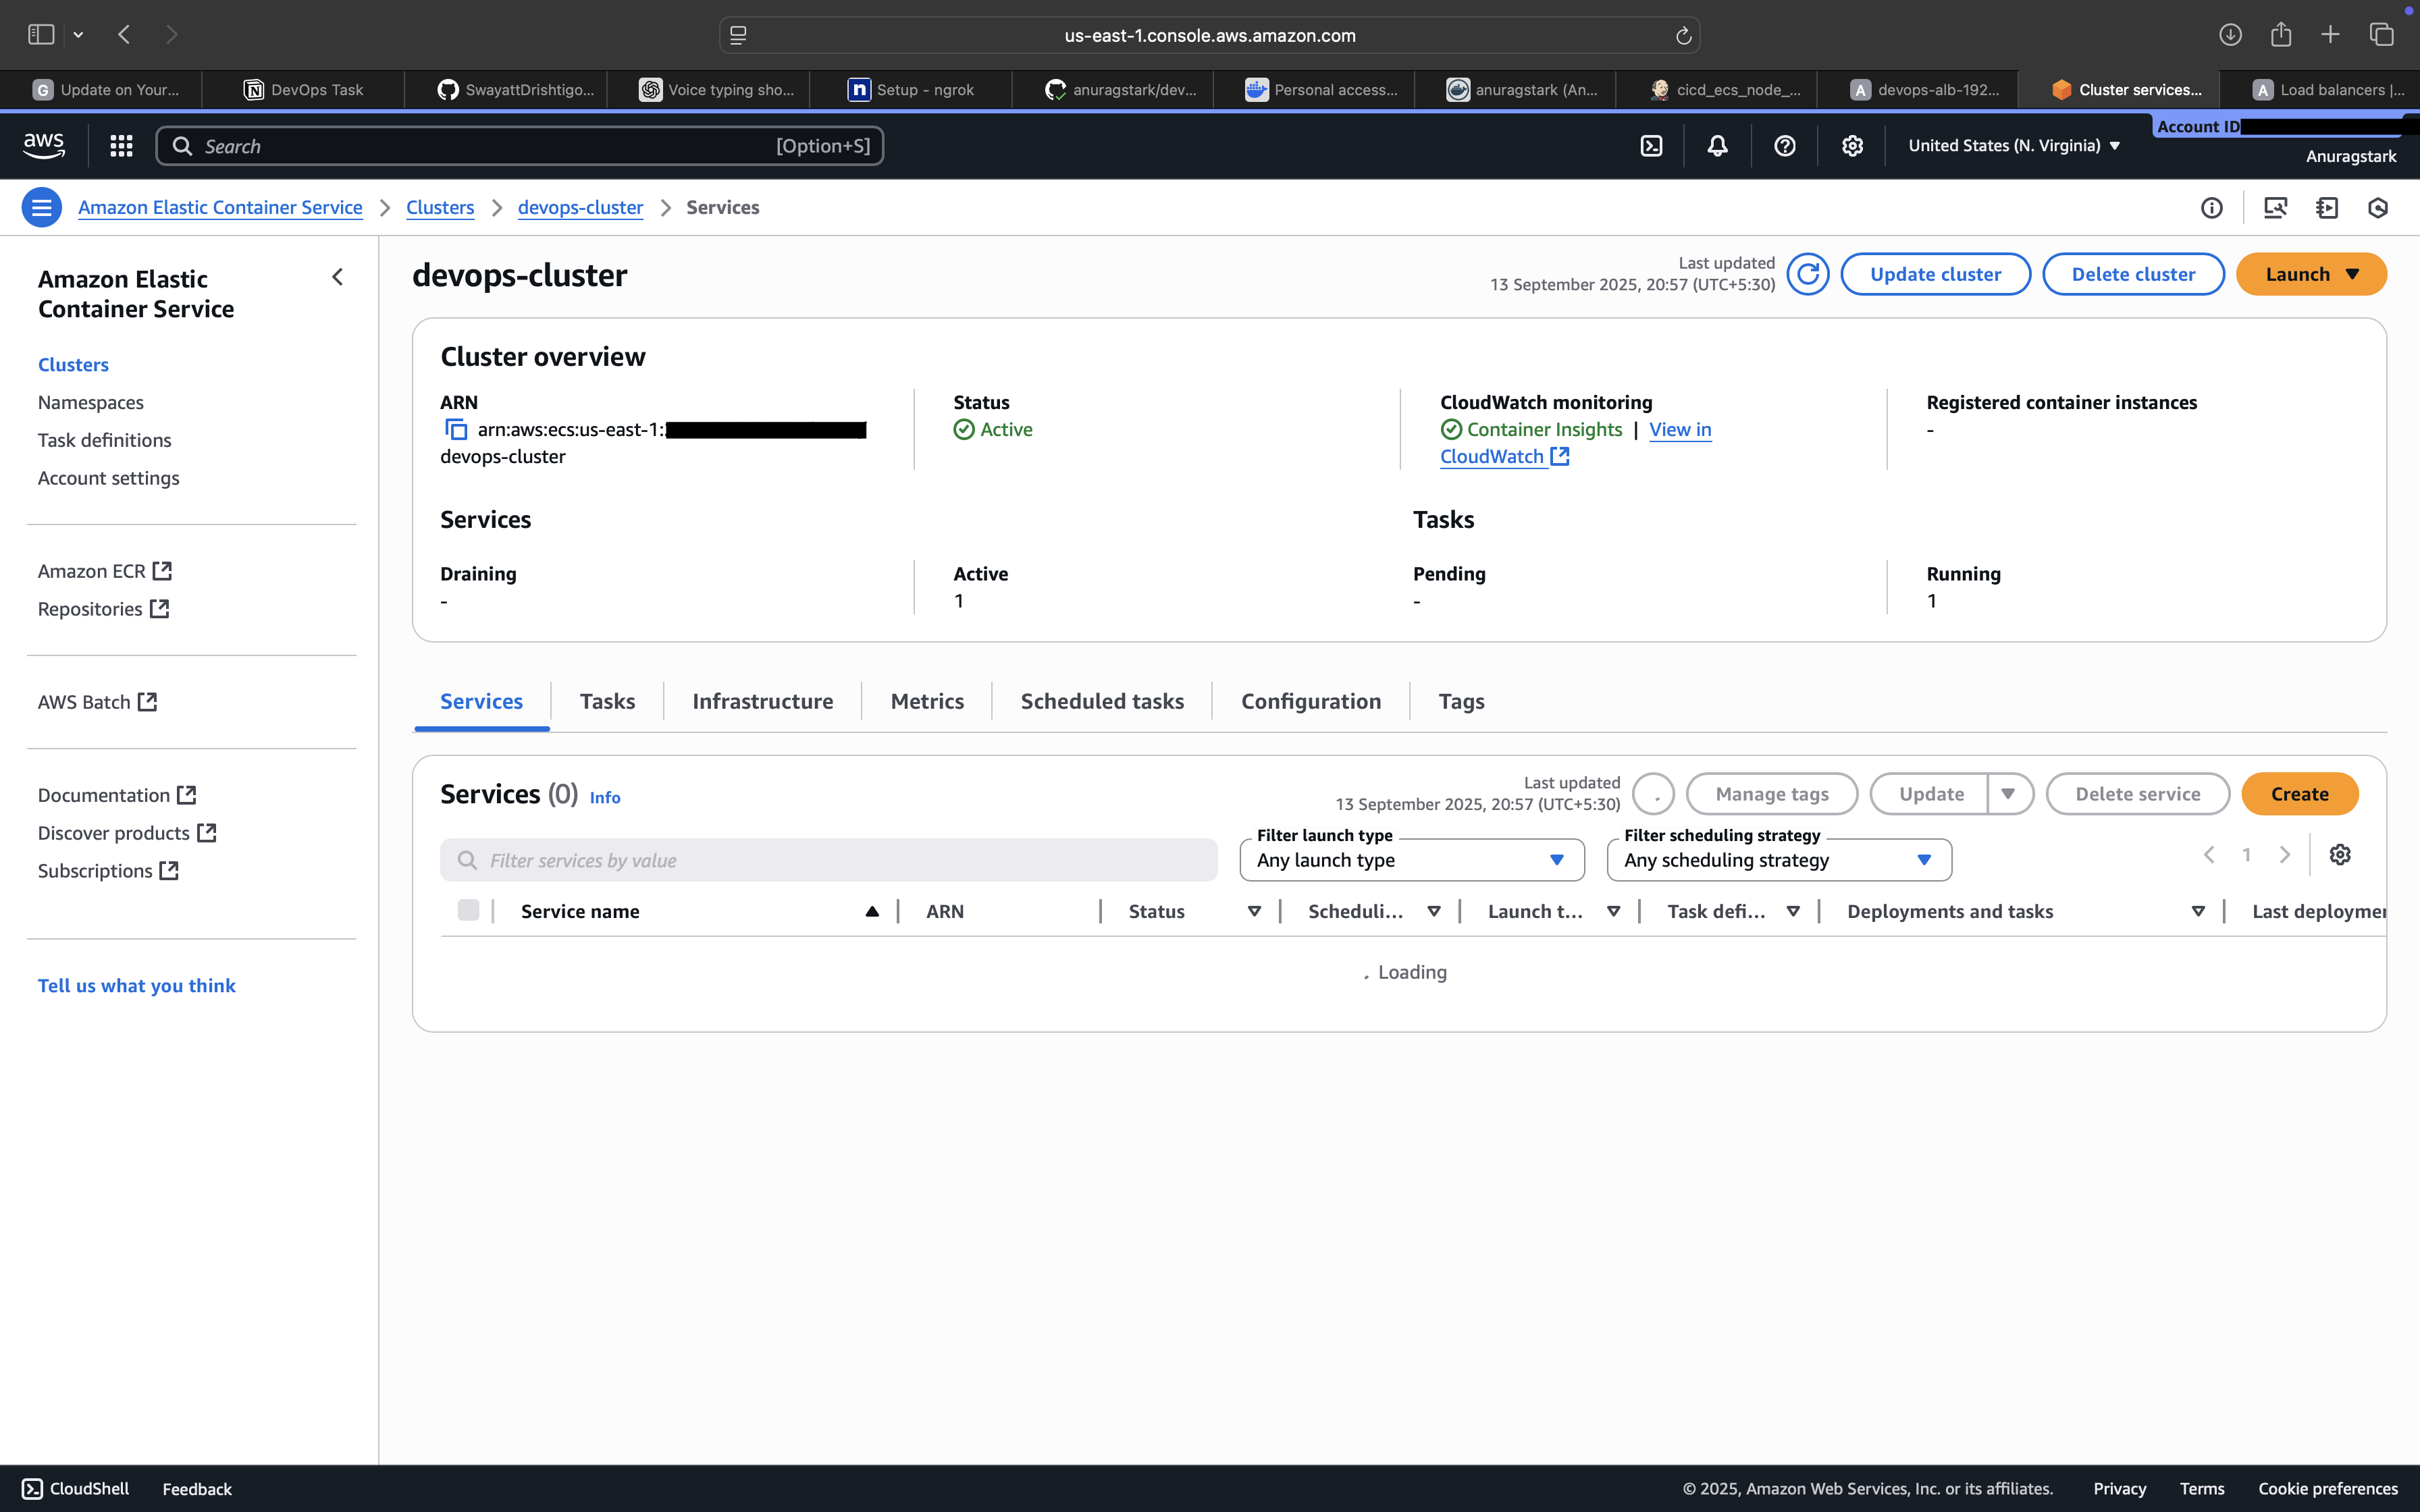 us-east-1.console.aws.amazon.com
G Update on Your...
DevOps Task
SwayattDrishtigo...
Voice typing sho...
n Setup - ngrok
anuragstark/dev...
Personal access...
anuragstark (An...
cicd_ecs_node_...
A devops-alb-192...
Cluster services...
A Load balancers |...
aws
Search
[Option+S]
United States (N. Virginia)
Account ID
Anuragstark
Amazon Elastic Container Service
Clusters
devops-cluster
Services
Amazon Elastic
Container Service
Clusters
Namespaces
Task definitions
Account settings
Amazon ECR
Repositories
AWS Batch
Documentation
Discover products
Subscriptions
Tell us what you think
devops-cluster
Last updated
13 September 2025, 20:57 (UTC+5:30)
Update cluster
Delete cluster
Launch
Cluster overview
ARN
arn:aws:ecs:us-east-1:
devops-cluster
Status
Active
CloudWatch monitoring
Container Insights | View in
CloudWatch
Registered container instances
-
Services
Tasks
Draining
-
Active
1
Pending
-
Running
1
Services
Tasks
Infrastructure
Metrics
Scheduled tasks
Configuration
Tags
Services (0) Info
Last updated
13 September 2025, 20:57 (UTC+5:30)
Manage tags
Update
Delete service
Create
Filter services by value
Filter launch type
Any launch type
Filter scheduling strategy
Any scheduling strategy
1
Service name
ARN
Status
Scheduli...
Launch t...
Task defi...
Deployments and tasks
Last deploymen
Loading
CloudShell
Feedback
© 2025, Amazon Web Services, Inc. or its affiliates.
Privacy
Terms
Cookie preferences